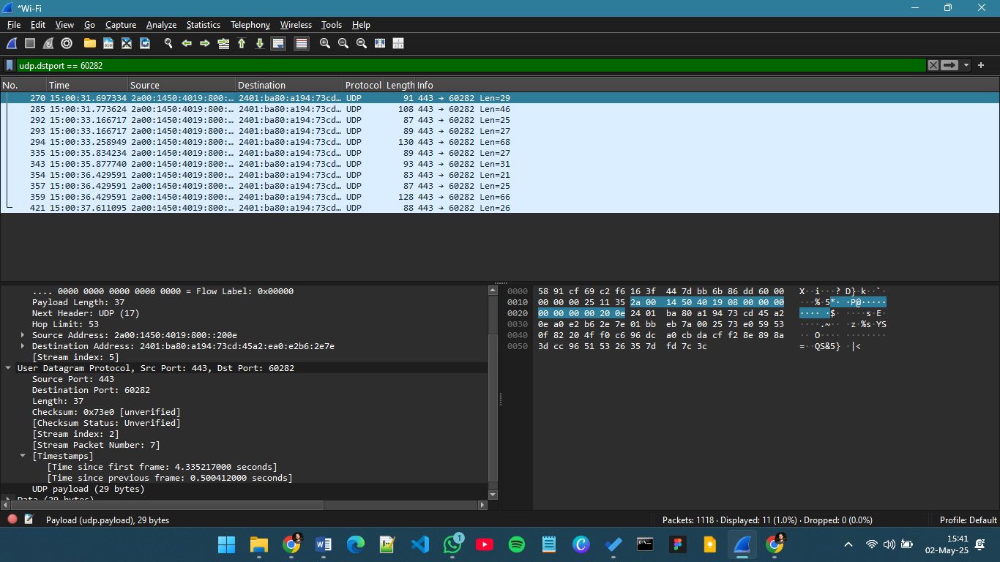 *Wi-Fi
File Edit View Go Capture Analyze Statistics Telephony Wireless Tools Help
udp.dstport == 60282
No. Time Source Destination Protocol Length Info
270 15:00:31.697334 2a00:1450:4019:800:… 2401:ba80:a194:73cd… UDP 91 443 → 60282 Len=29
285 15:00:31.773624 2a00:1450:4019:800:… 2401:ba80:a194:73cd… UDP 108 443 → 60282 Len=46
292 15:00:33.166717 2a00:1450:4019:800:… 2401:ba80:a194:73cd… UDP 87 443 → 60282 Len=25
293 15:00:33.166717 2a00:1450:4019:800:… 2401:ba80:a194:73cd… UDP 89 443 → 60282 Len=27
294 15:00:33.258949 2a00:1450:4019:800:… 2401:ba80:a194:73cd… UDP 130 443 → 60282 Len=68
335 15:00:35.834234 2a00:1450:4019:800:… 2401:ba80:a194:73cd… UDP 89 443 → 60282 Len=27
343 15:00:35.877740 2a00:1450:4019:800:… 2401:ba80:a194:73cd… UDP 93 443 → 60282 Len=31
354 15:00:36.429591 2a00:1450:4019:800:… 2401:ba80:a194:73cd… UDP 83 443 → 60282 Len=21
357 15:00:36.429591 2a00:1450:4019:800:… 2401:ba80:a194:73cd… UDP 87 443 → 60282 Len=25
359 15:00:36.429591 2a00:1450:4019:800:… 2401:ba80:a194:73cd… UDP 128 443 → 60282 Len=66
421 15:00:37.611095 2a00:1450:4019:800:… 2401:ba80:a194:73cd… UDP 88 443 → 60282 Len=26
.... 0000 0000 0000 0000 0000 = Flow Label: 0x00000
Payload Length: 37
Next Header: UDP (17)
Hop Limit: 53
Source Address: 2a00:1450:4019:800::200e
Destination Address: 2401:ba80:a194:73cd:45a2:ea0:e2b6:2e7e
[Stream index: 5]
User Datagram Protocol, Src Port: 443, Dst Port: 60282
Source Port: 443
Destination Port: 60282
Length: 37
Checksum: 0x73e0 [unverified]
[Checksum Status: Unverified]
[Stream index: 2]
[Stream Packet Number: 7]
[Timestamps]
[Time since first frame: 4.335217000 seconds]
[Time since previous frame: 0.500412000 seconds]
UDP payload (29 bytes)
Data (29 bytes)
0000 58 91 cf 69 c2 f6 16 3f 44 7d bb 6b 86 dd 60 00 X··i···? D}·k··`·
0010 00 00 00 25 11 35 2a 00 14 50 40 19 08 00 00 00 ···%·5*· ·P@·····
0020 00 00 00 00 20 0e 24 01 ba 80 a1 94 73 cd 45 a2 ···· ·$· ····s·E·
0030 0e a0 e2 b6 2e 7e 01 bb eb 7a 00 25 73 e0 59 53 ····.~·· ·z·%s·YS
0040 0f 82 20 4f f0 c6 96 dc a0 cb da cf f2 8e 89 8a ·· O···· ········
0050 3d cc 96 51 53 26 35 7d fd 7c 3c =··QS&5} ·|<
Payload (udp.payload), 29 bytes
Packets: 1118 · Displayed: 11 (1.0%) · Dropped: 0 (0.0%)
Profile: Default
1
15:41
02-May-25